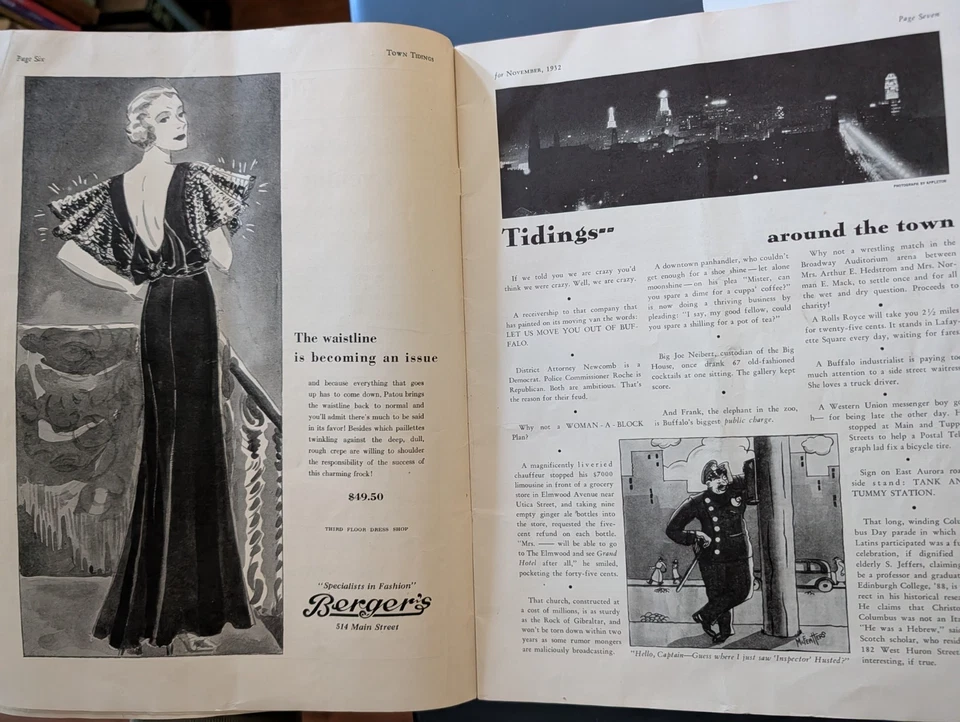 Page Six
TOWN TIDINGS
The waistline
is becoming an issue
and because everything that goes
up has to come down, Patou brings
the waistline back to normal and
you'll admit there's much to be said
in its favor! Besides which paillettes
twinkling against the deep, dull,
rough crepe are willing to shoulder
the responsibility of the success of
this charming frock!
$49.50
THIRD FLOOR DRESS SHOP
"Specialists in Fashion"
Berger's
514 Main Street
for NOVEMBER, 1932
Page Seven
PHOTOGRAPH BY APPLETON
Tidings--
around the town
If we told you we are crazy you'd
think we were crazy. Well, we are crazy.
A receivership to that company that
has painted on its moving van the words:
LET US MOVE YOU OUT OF BUF-
FALO.
District Attorney Newcomb is a
Democrat. Police Commissioner Roche is
Republican. Both are ambitious. That's
the reason for their feud.
Why not a WOMAN-A-BLOCK
Plan?
A magnificently liveried
chauffeur stopped his $7000
limousine in front of a grocery
store in Elmwood Avenue near
Utica Street, and taking nine
empty ginger ale bottles into
the store, requested the five-
cent refund on each bottle.
"Mrs. —— will be able to go
to The Elmwood and see Grand
Hotel after all," he smiled,
pocketing the forty-five cents.
That church, constructed at
a cost of millions, is as sturdy
as the Rock of Gibraltar, and
won't be torn down within two
years as some rumor mongers
are maliciously broadcasting.
A downtown panhandler, who couldn't
get enough for a shoe shine—let alone
moonshine—on his plea "Mister, can
you spare a dime for a cuppa' coffee?"
is now doing a thriving business by
pleading: "I say, my good fellow, could
you spare a shilling for a pot of tea?"
Big Joe Neibert, custodian of the Big
House, once drank 67 old-fashioned
cocktails at one sitting. The gallery kept
score.
And Frank, the elephant in the zoo,
is Buffalo's biggest public charge.
"Hello, Captain—Guess where I just saw 'Inspector' Husted?"
Why not a wrestling match in the
Broadway Auditorium arena between
Mrs. Arthur E. Hedstrom and Mrs. Nor-
man E. Mack, to settle once and for all
the wet and dry question. Proceeds to
charity!
A Rolls Royce will take you 2½ miles
for twenty-five cents. It stands in Lafay-
ette Square every day, waiting for fares.
A Buffalo industrialist is paying too
much attention to a side street waitress
She loves a truck driver.
A Western Union messenger boy
h— for being late the other day. H
stopped at Main and Tupp
Streets to help a Postal Tel
graph lad fix a bicycle tire.
Sign on East Aurora roa
side stand: TANK AN
TUMMY STATION.
That long, winding Colu
bus Day parade in which
Latins participated was a fu
celebration, if dignified
elderly S. Jeffers, claiming
be a professor and graduat
Edinburgh College, '88, is
rect in his historical resea
He claims that Christo
Columbus was not an Ita
"He was a Hebrew," said
Scotch scholar, who resid
182 West Huron Street
interesting, if true.